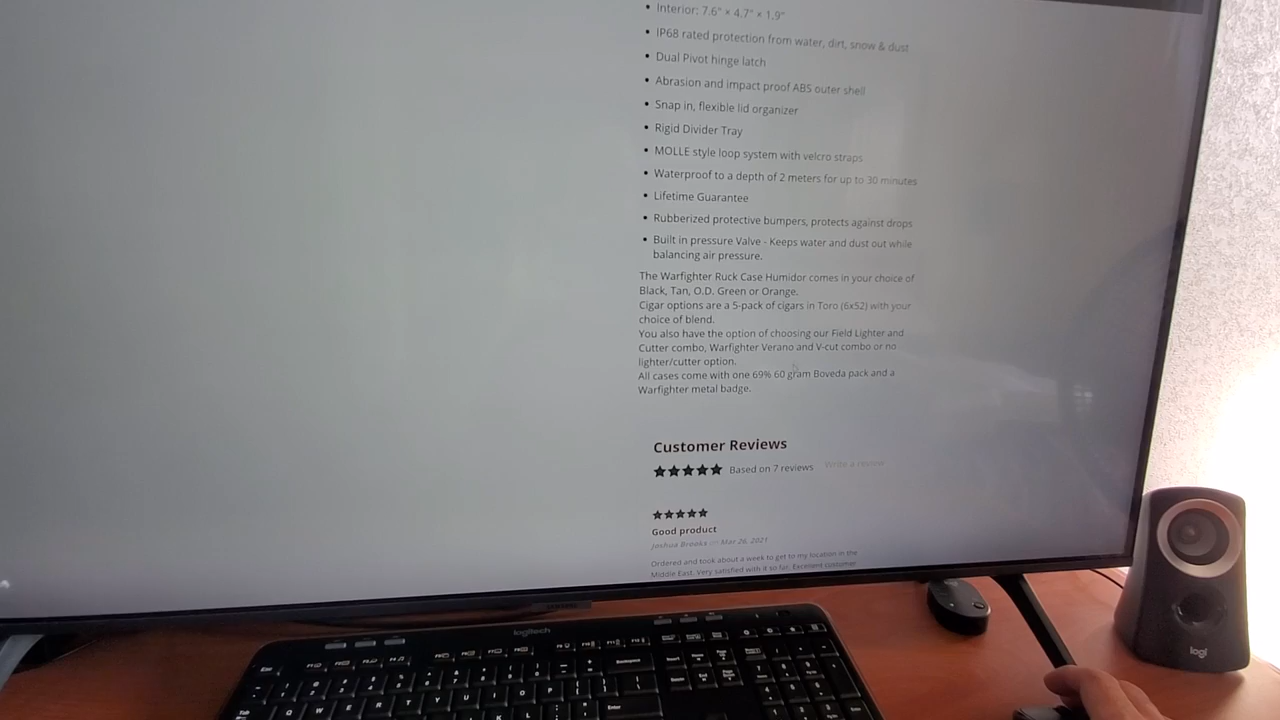 • Interior: 7.6" × 4.7" × 1.9"
• IP68 rated protection from water, dirt, snow & dust
• Dual Pivot hinge latch
• Abrasion and impact proof ABS outer shell
• Snap in, flexible lid organizer
• Rigid Divider Tray
• MOLLE style loop system with velcro straps
• Waterproof to a depth of 2 meters for up to 30 minutes
• Lifetime Guarantee
• Rubberized protective bumpers, protects against drops
• Built in pressure Valve - Keeps water and dust out while
balancing air pressure.
The Warfighter Ruck Case Humidor comes in your choice of
Black, Tan, O.D. Green or Orange.
Cigar options are a 5-pack of cigars in Toro (6x52) with your
choice of blend.
You also have the option of choosing our Field Lighter and
Cutter combo, Warfighter Verano and V-cut combo or no
lighter/cutter option.
All cases come with one 69% 60 gram Boveda pack and a
Warfighter metal badge.
Customer Reviews
Based on 7 reviews Write a review
Good product
Joshua Brooks on Mar 26, 2021
Ordered and took about a week to get to my location in the
Middle East. Very satisfied with it so far. Excellent customer
SAMSUNG
logitech
logi